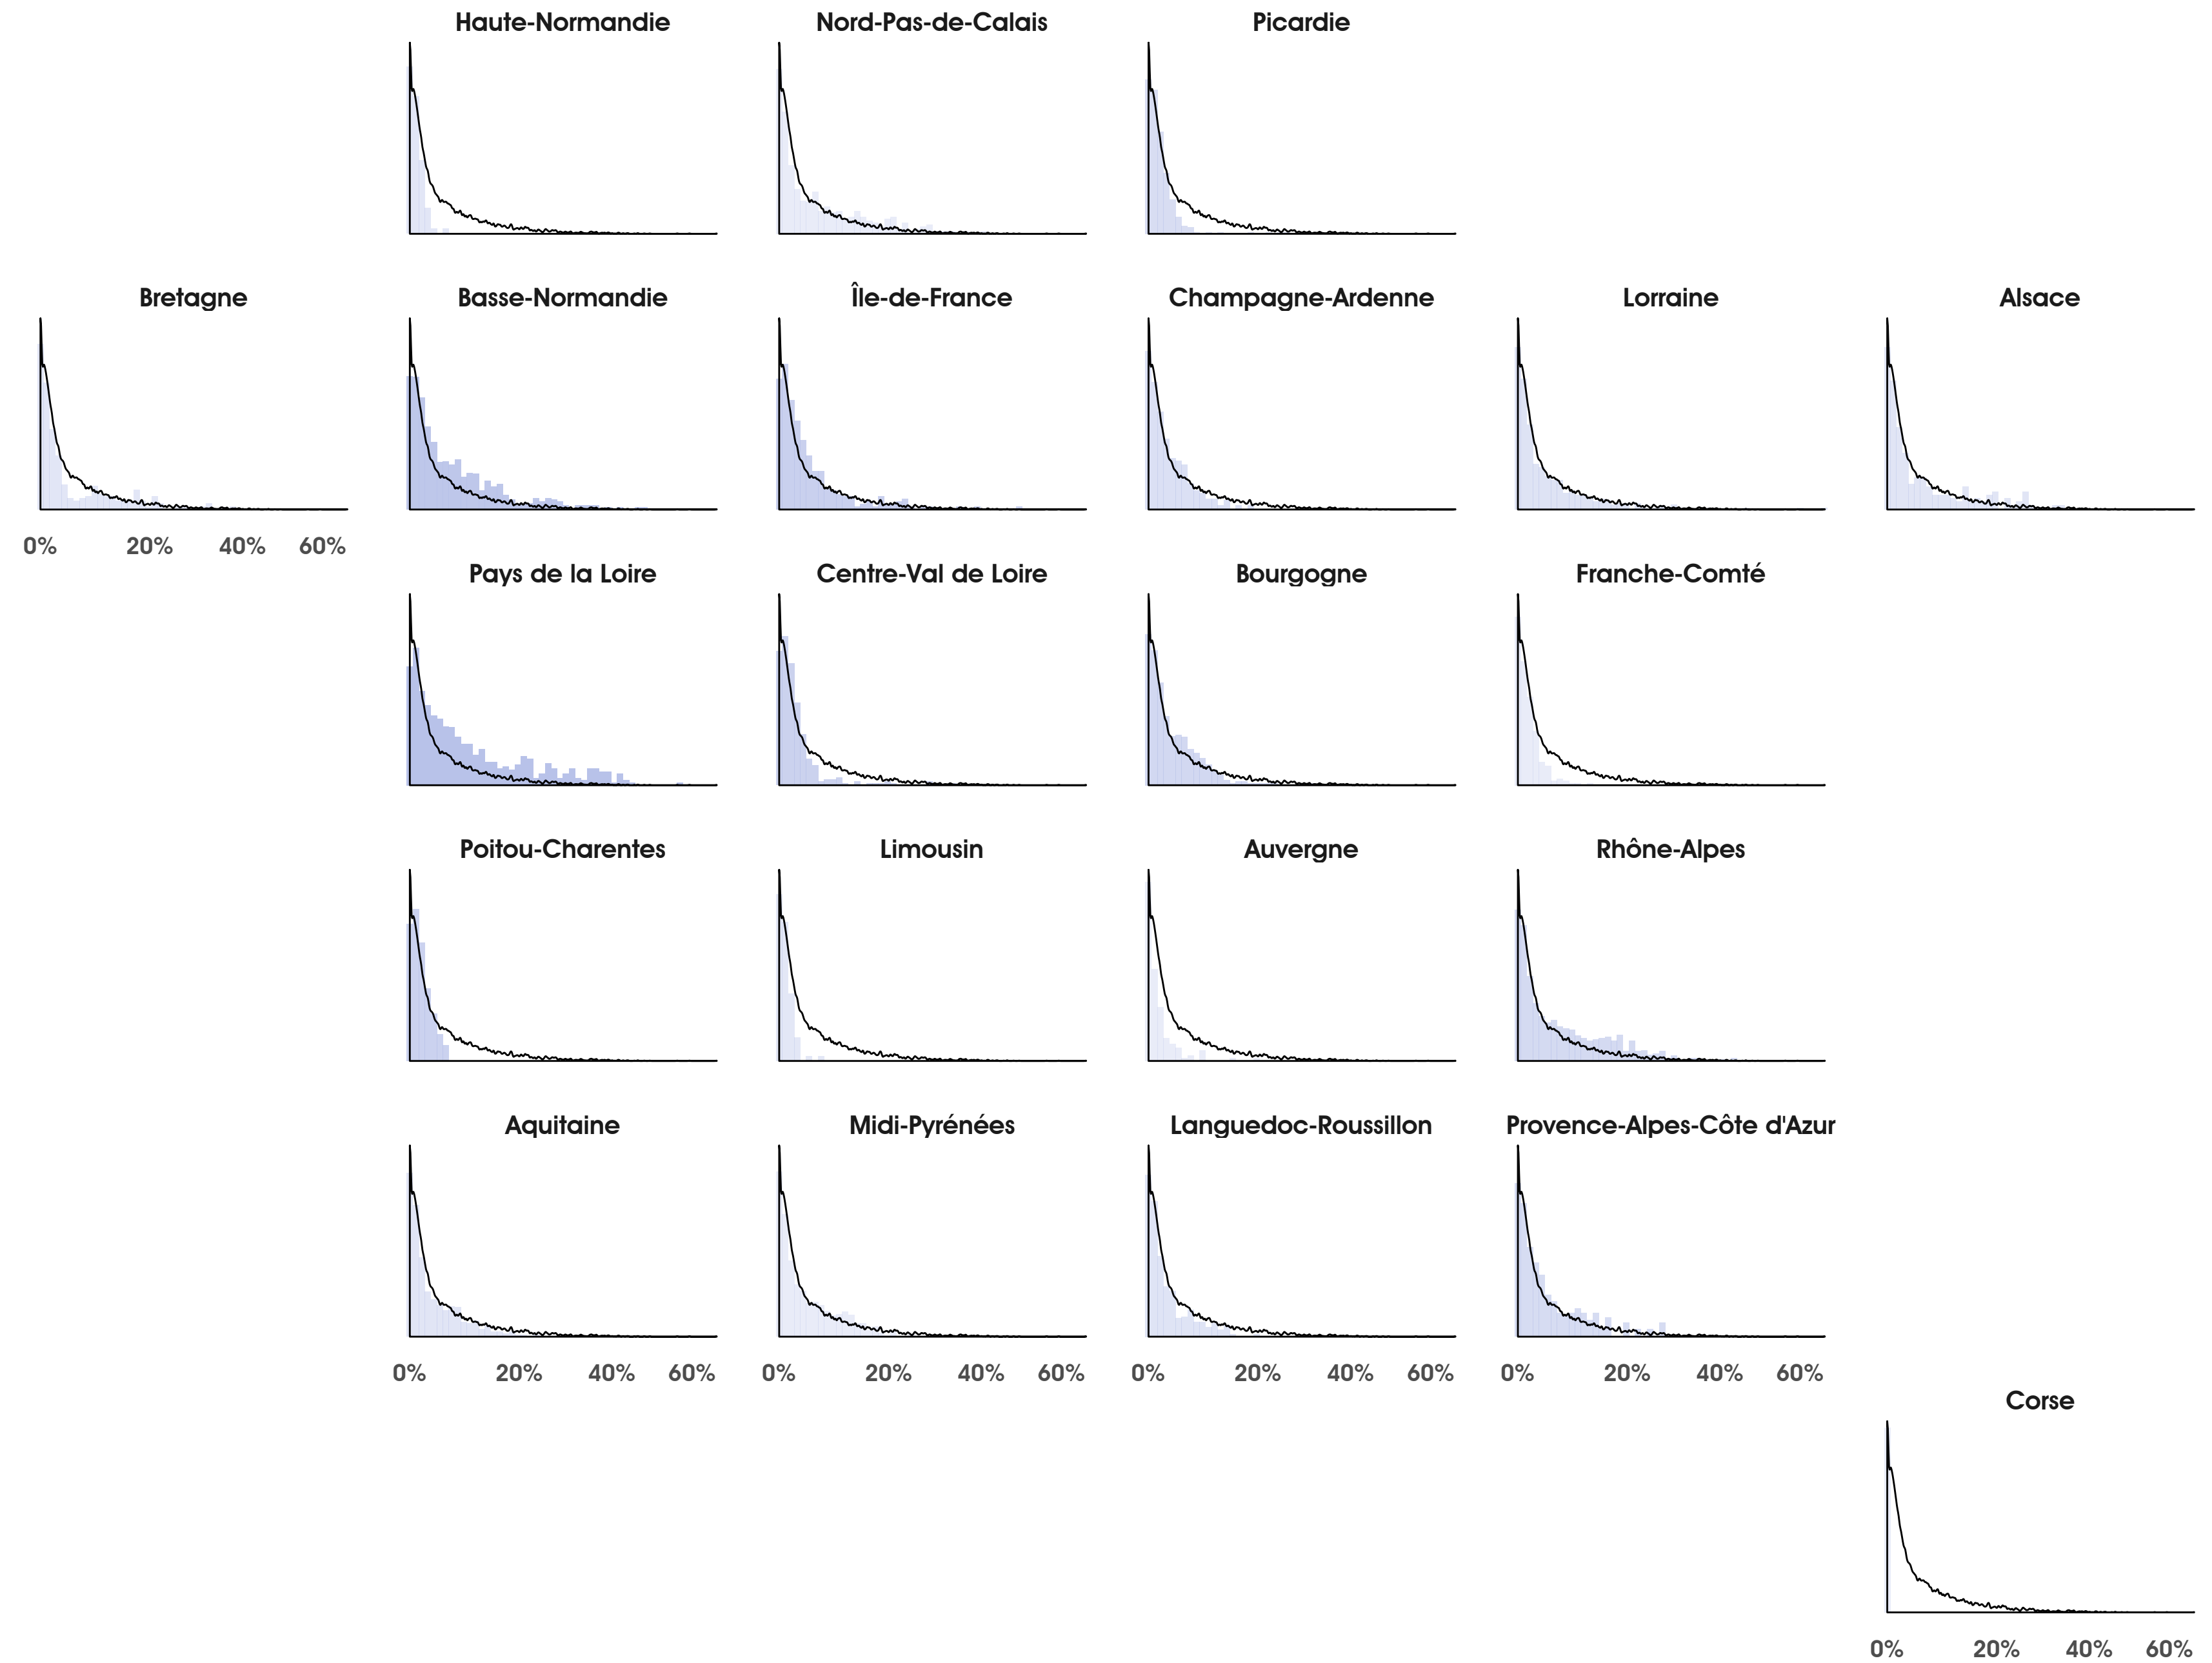 Haute-Normandie Nord-Pas-de-Calais Picardie
Bretagne Basse-Normandie Île-de-France Champagne-Ardenne Lorraine Alsace
0% 20% 40% 60%
Pays de la Loire Centre-Val de Loire Bourgogne Franche-Comté
Poitou-Charentes Limousin Auvergne Rhône-Alpes
Aquitaine Midi-Pyrénées Languedoc-Roussillon Provence-Alpes-Côte d'Azur
0% 20% 40% 60% 0% 20% 40% 60% 0% 20% 40% 60% 0% 20% 40% 60%
Corse
0% 20% 40% 60%